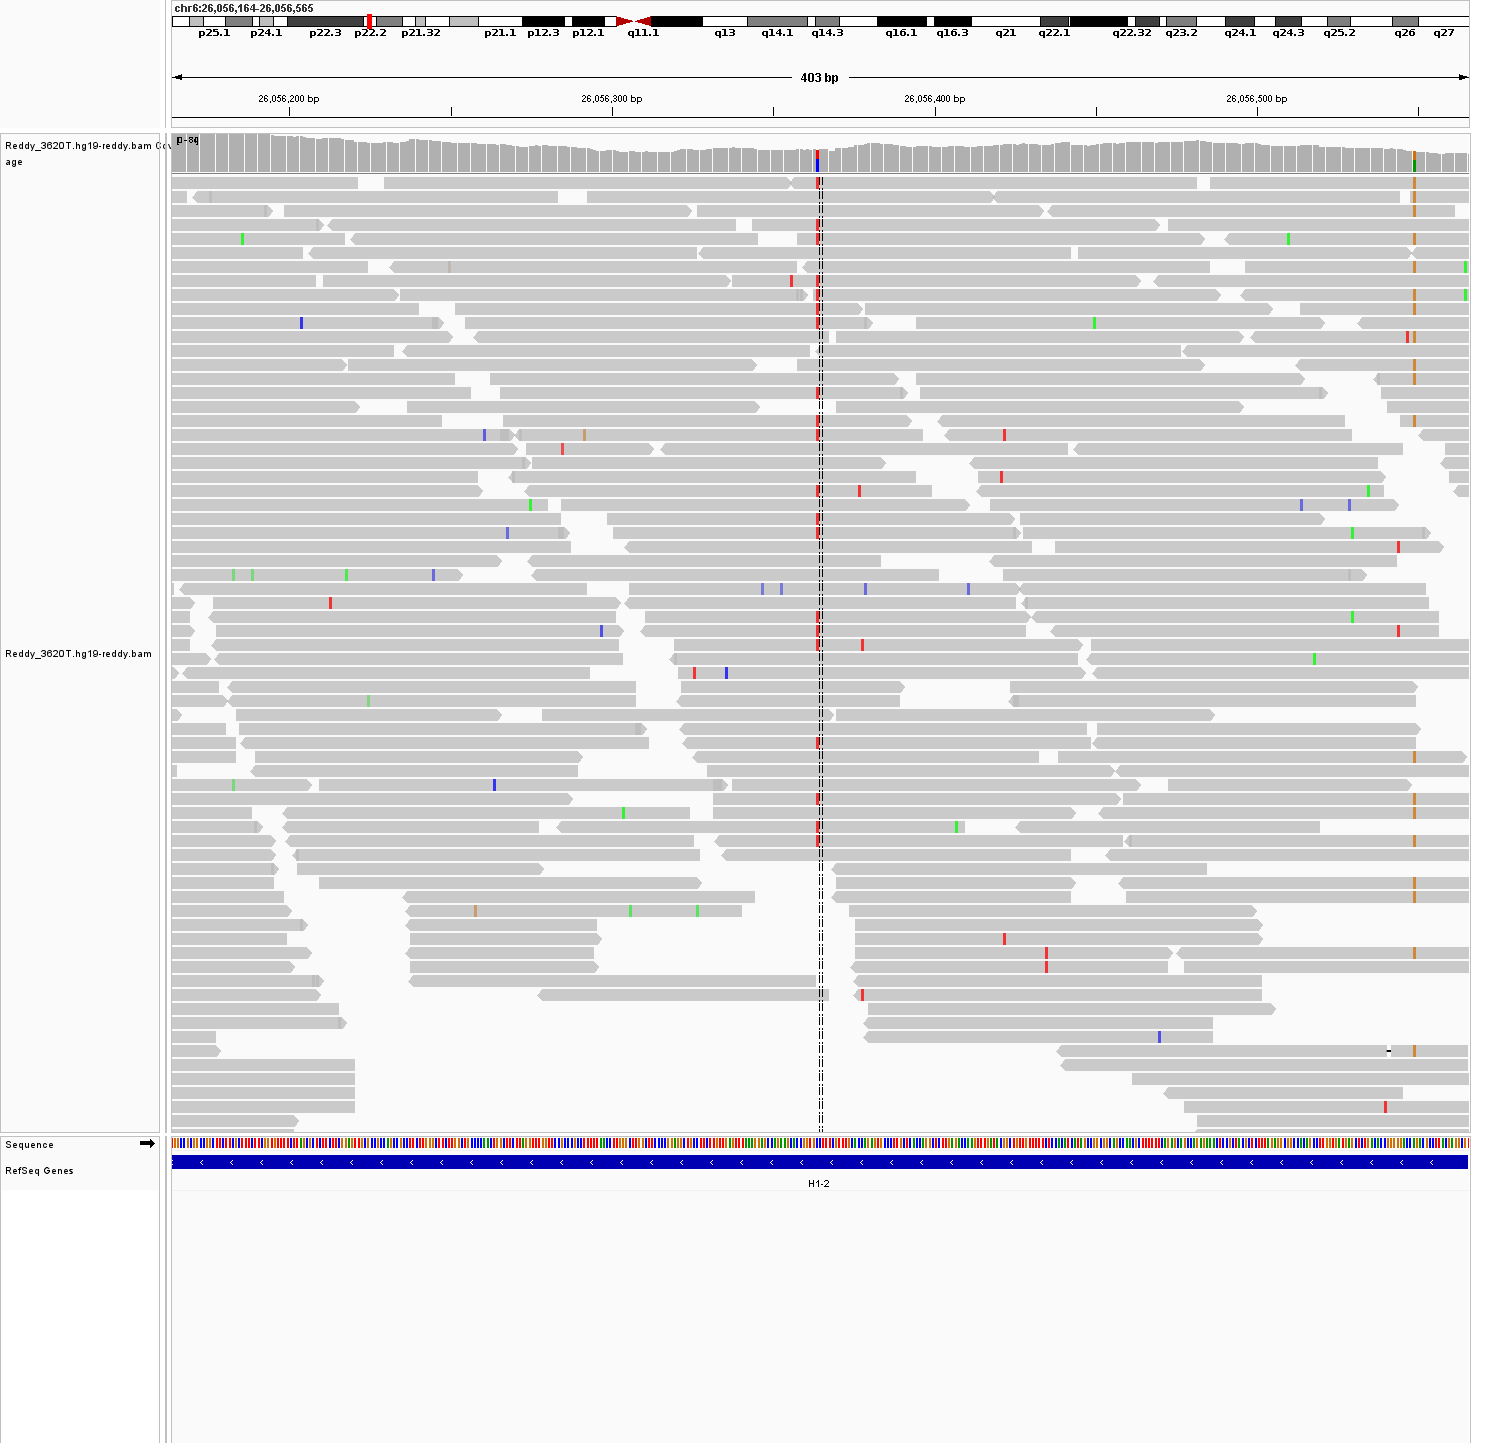 chr6:26,056,164-26,056,565
p25.1 p24.1 p22.3 p22.2 p21.32 p21.1 p12.3 p12.1 q11.1 q13 q14.1 q14.3 q16.1 q16.3 q21 q22.1 q22.32 q23.2 q24.1 q24.3 q25.2 q26 q27
403 bp
26,056,200 bp 26,056,300 bp 26,056,400 bp 26,056,500 bp
Reddy_3620T.hg19-reddy.bam Cov
age
Reddy_3620T.hg19-reddy.bam
Sequence
RefSeq Genes
H1-2